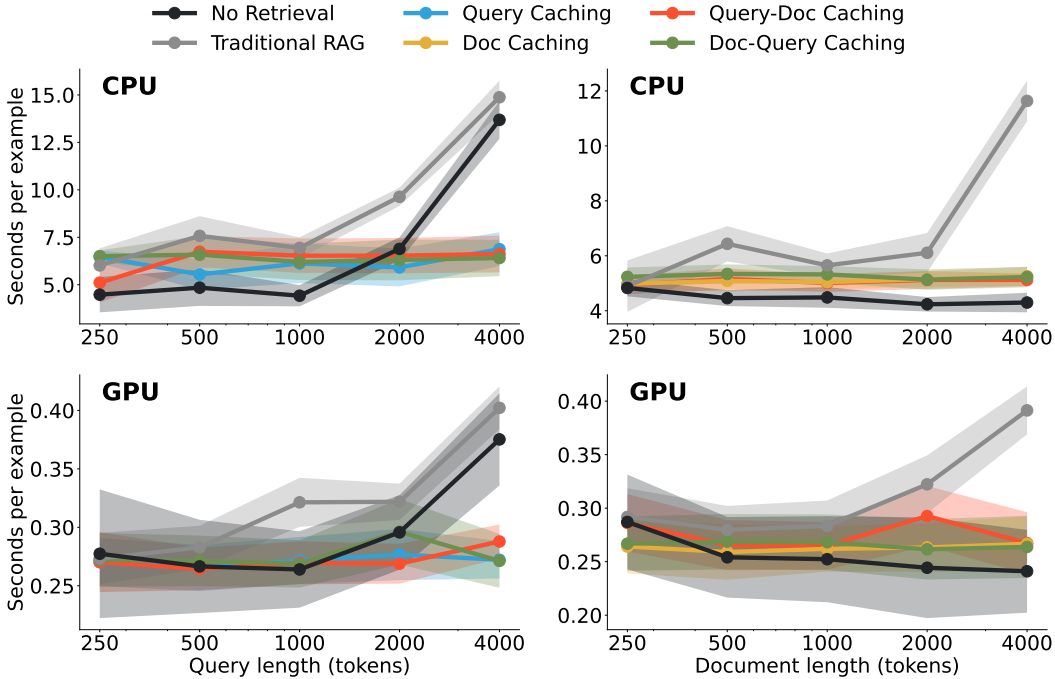 No Retrieval Query Caching Query-Doc Caching
Traditional RAG Doc Caching Doc-Query Caching
CPU
15.0
12.5
10.0
7.5
5.0
Seconds per example
250 500 1000 2000 4000
CPU
12
10
8
6
4
250 500 1000 2000 4000
GPU
0.40
0.35
0.30
0.25
Seconds per example
250 500 1000 2000 4000
Query length (tokens)
GPU
0.40
0.35
0.30
0.25
0.20
250 500 1000 2000 4000
Document length (tokens)